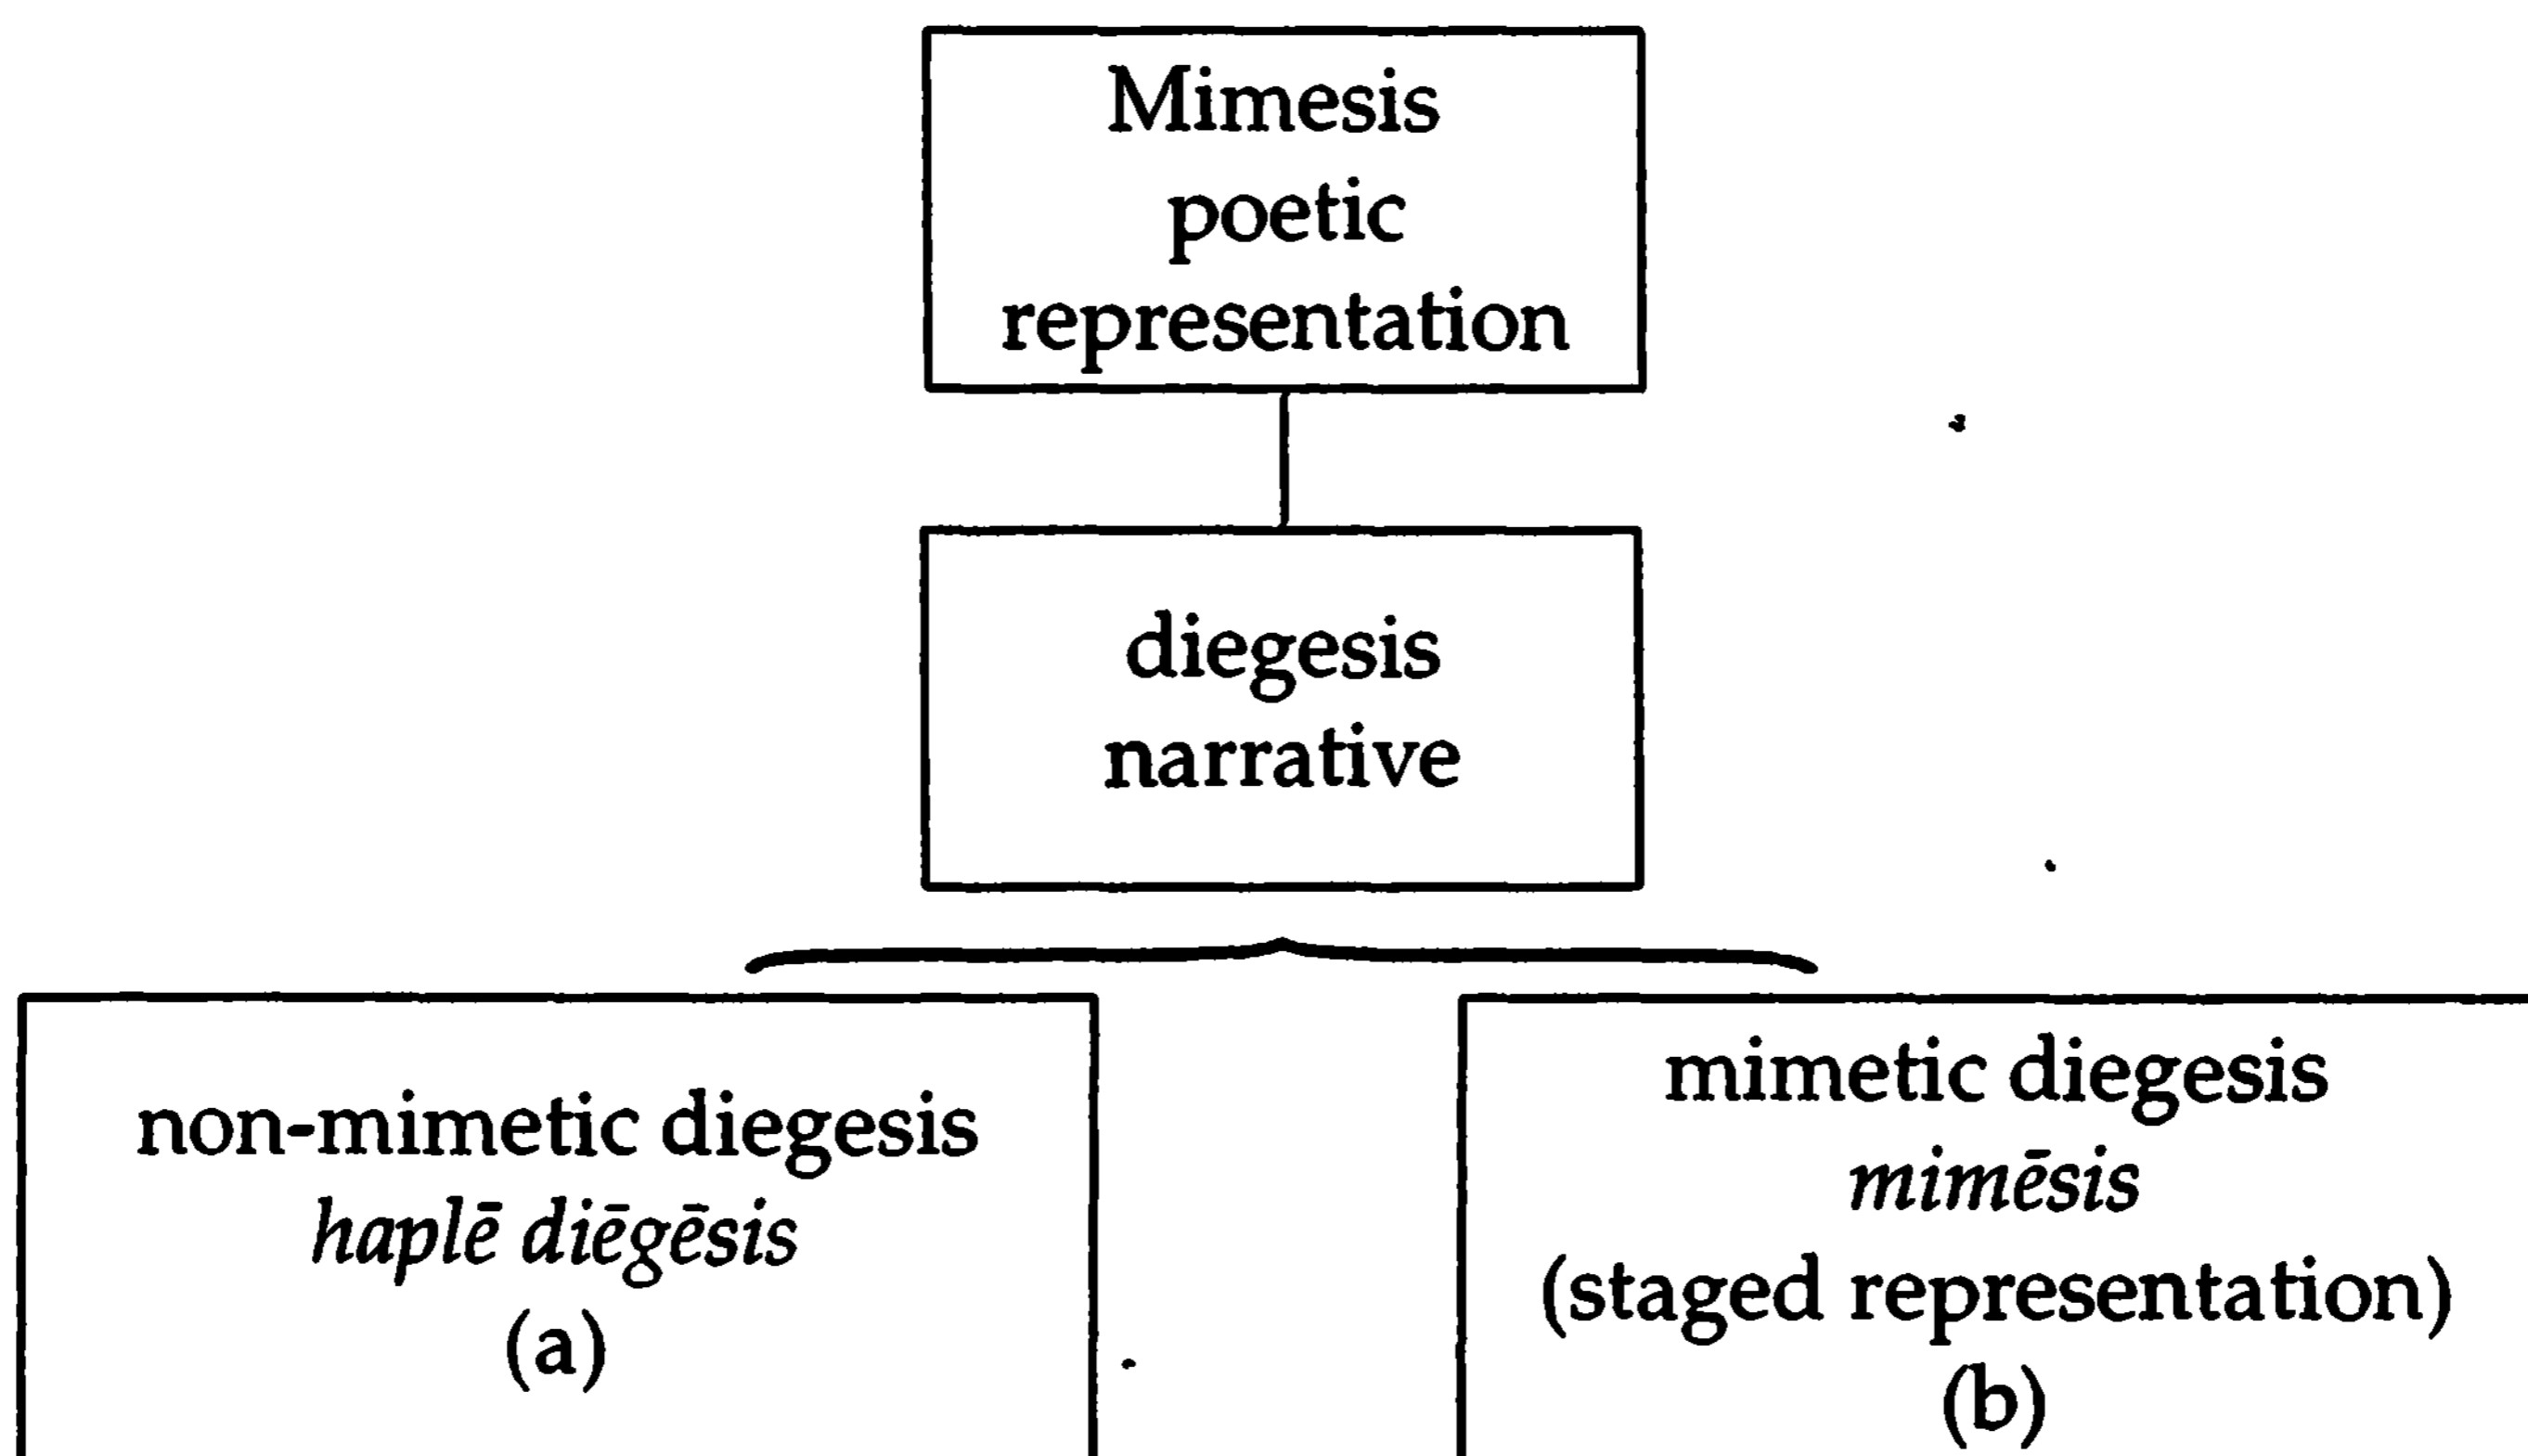 Mimesis
poetic
representation
diegesis
narrative
non-mimetic diegesis
haplē diēgēsis
(a)
mimetic diegesis
mimēsis
(staged representation)
(b)